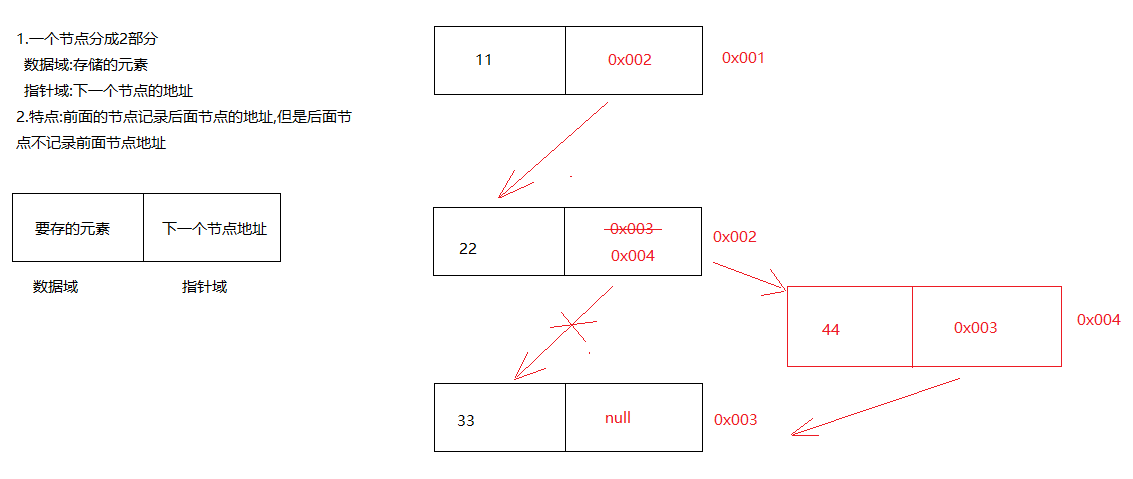 1.一个节点分成2部分
数据域:存储的元素
指针域:下一个节点的地址
2.特点:前面的节点记录后面节点的地址,但是后面节
点不记录前面节点地址
要存的元素 下一个节点地址
数据域 指针域
11 0x002 0x001
22 0x003 0x002
0x004
44 0x003 0x004
33 null 0x003